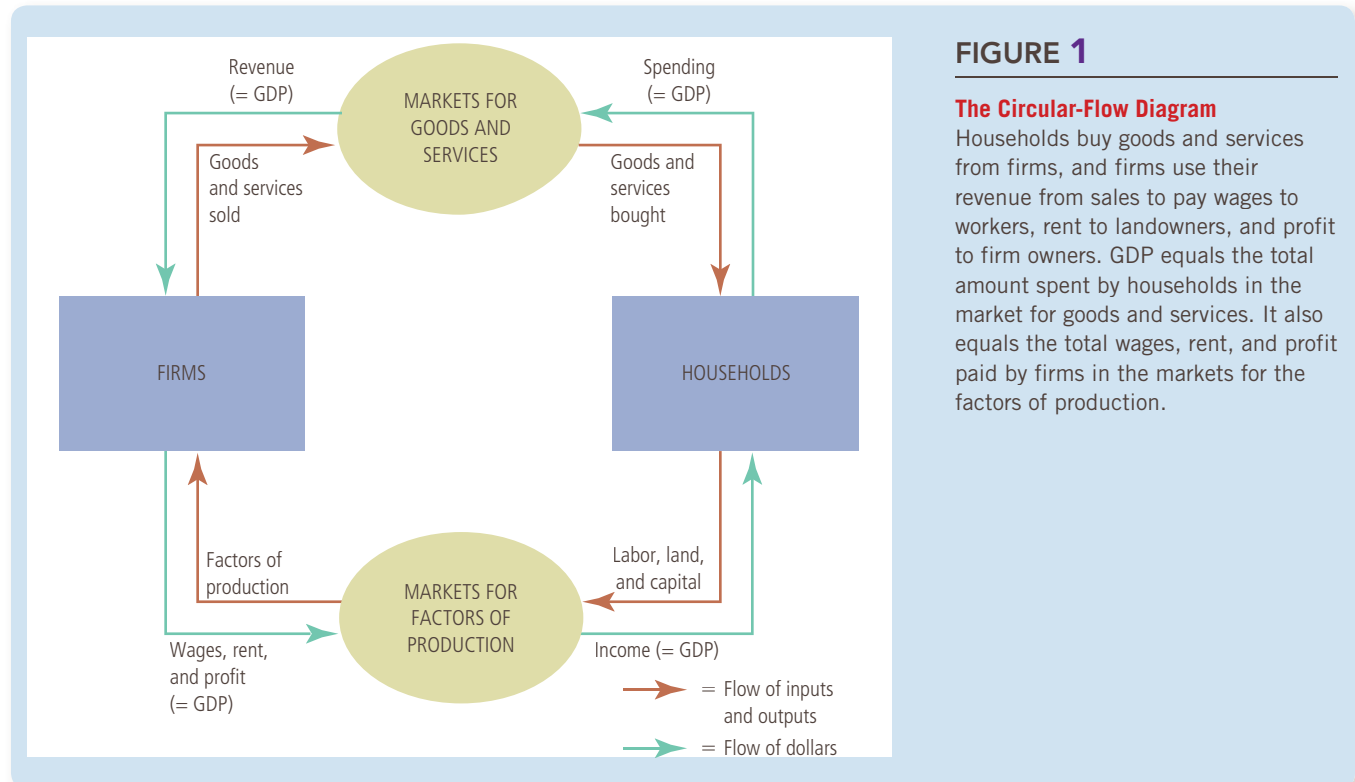 Revenue
(= GDP)
MARKETS FOR
GOODS AND
SERVICES
Spending
(= GDP)
Goods
and services
sold
Goods and
services
bought
FIRMS
HOUSEHOLDS
Factors of
production
MARKETS FOR
FACTORS OF
PRODUCTION
Labor, land,
and capital
Wages, rent,
and profit
(= GDP)
Income (= GDP)
= Flow of inputs
and outputs
= Flow of dollars
FIGURE 1
The Circular-Flow Diagram
Households buy goods and services
from firms, and firms use their
revenue from sales to pay wages to
workers, rent to landowners, and profit
to firm owners. GDP equals the total
amount spent by households in the
market for goods and services. It also
equals the total wages, rent, and profit
paid by firms in the markets for the
factors of production.